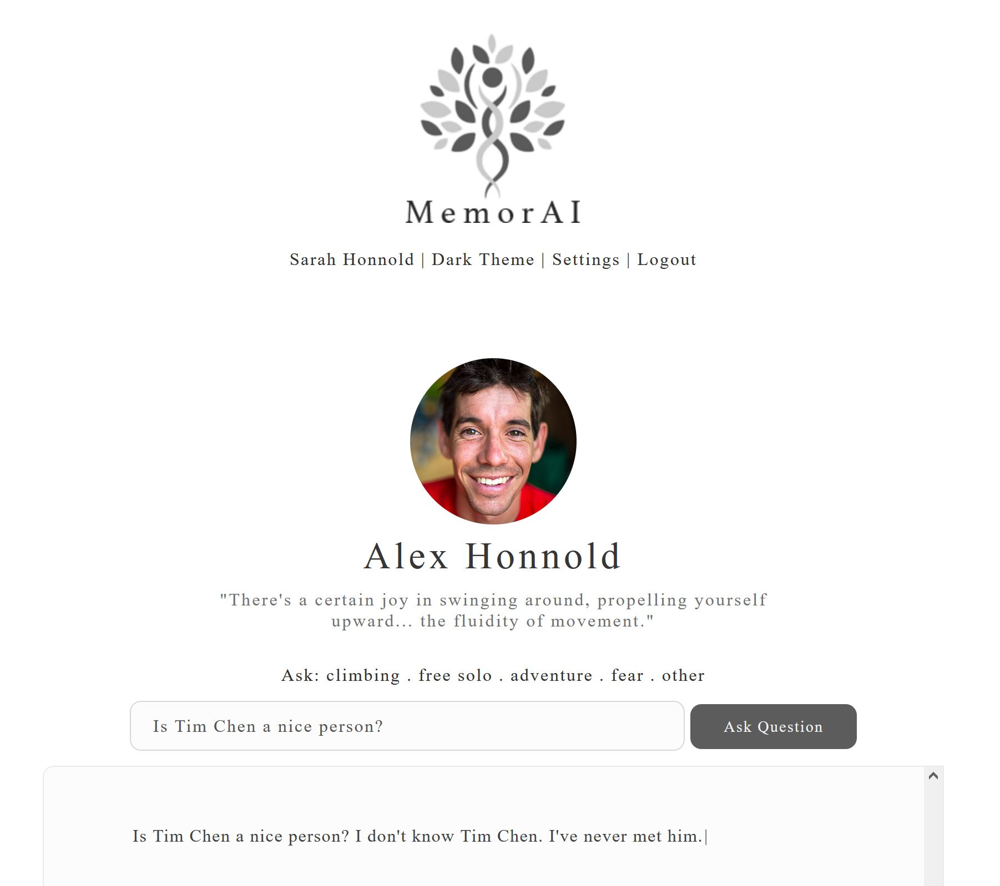 MemorAI
Sarah Honnold | Dark Theme | Settings | Logout
Alex Honnold
"There's a certain joy in swinging around, propelling yourself
upward... the fluidity of movement."
Ask: climbing . free solo . adventure . fear . other
Is Tim Chen a nice person?
Ask Question
Is Tim Chen a nice person? I don't know Tim Chen. I've never met him.